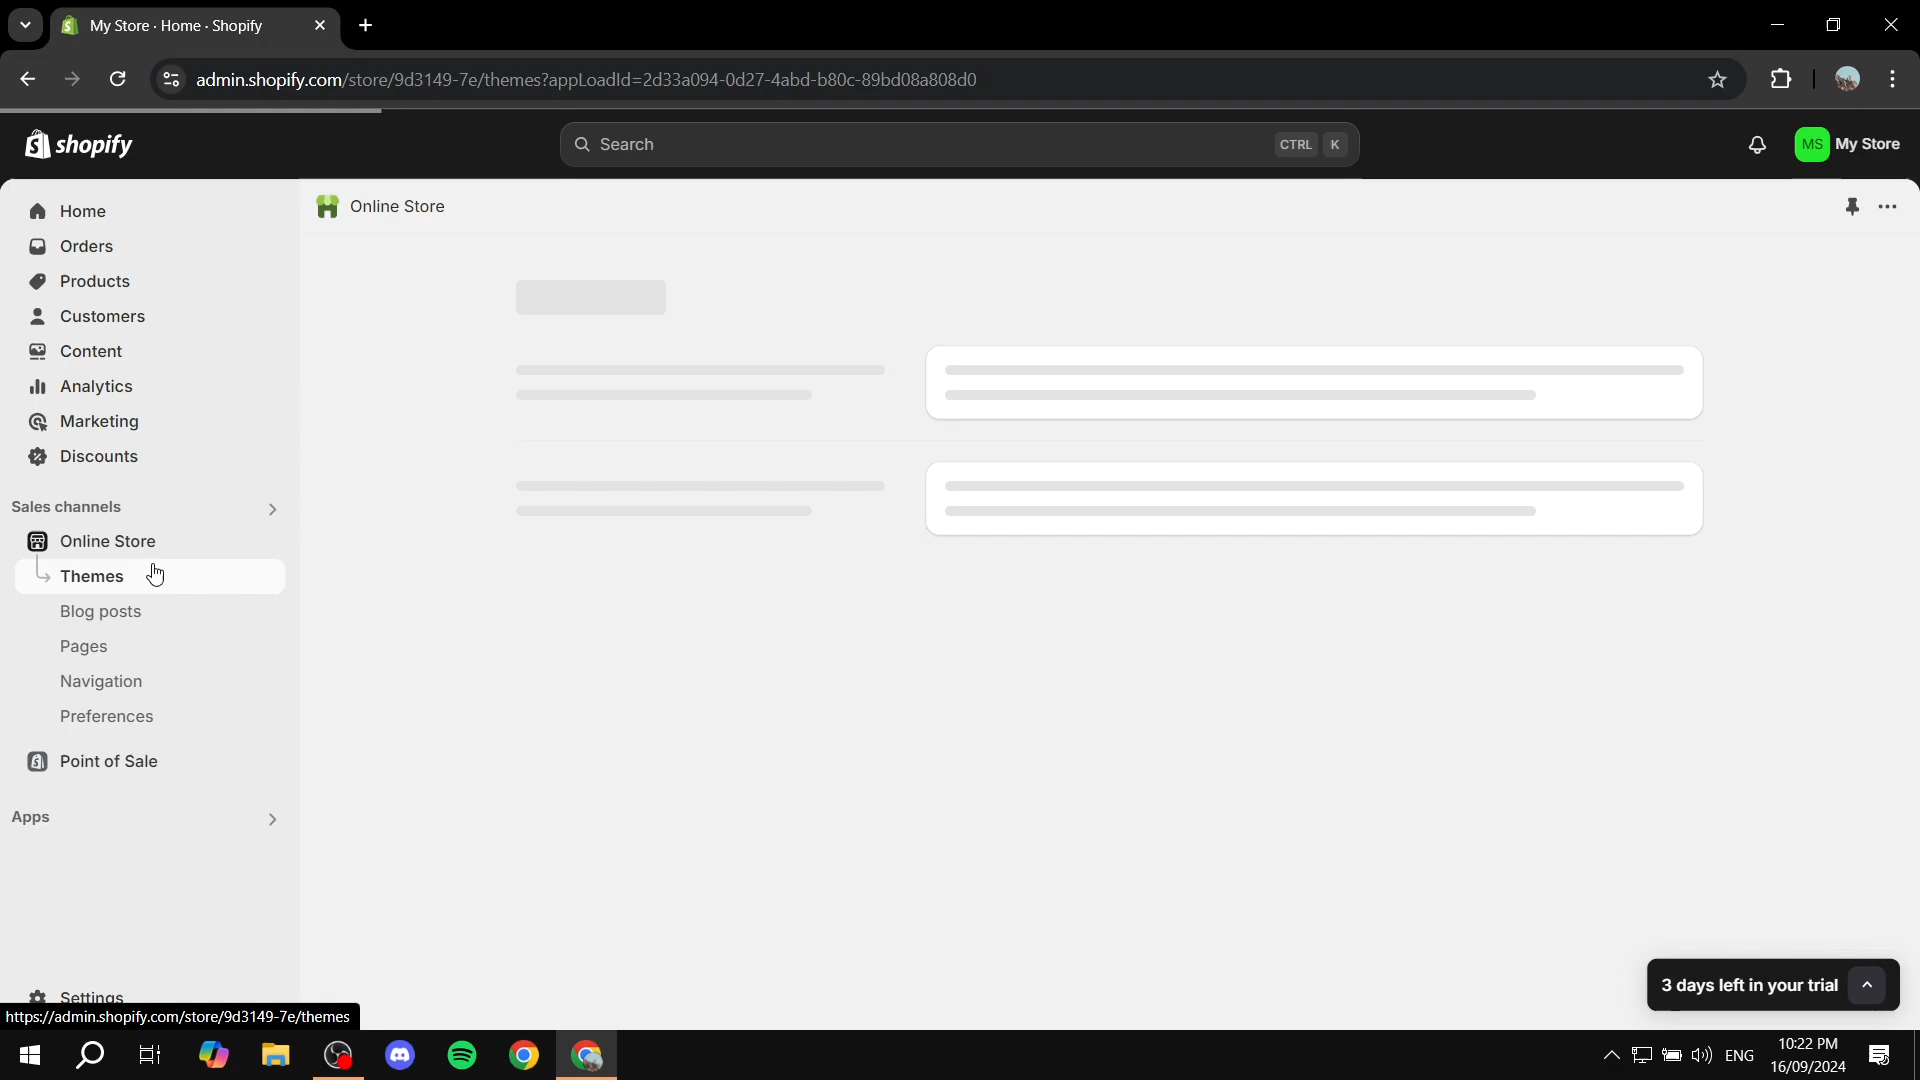 My Store · Home · Shopify
admin.shopify.com/store/9d3149-7e/themes?appLoadId=2d33a094-0d27-4abd-b80c-89bd08a808d0
shopify
Search
CTRL K
MS My Store
Home
Online Store
Orders
Products
Customers
Content
Analytics
Marketing
Discounts
Sales channels
Online Store
Themes
Blog posts
Pages
Navigation
Preferences
Point of Sale
Apps
3 days left in your trial
Settings
https://admin.shopify.com/store/9d3149-7e/themes
ENG
10:22 PM
16/09/2024